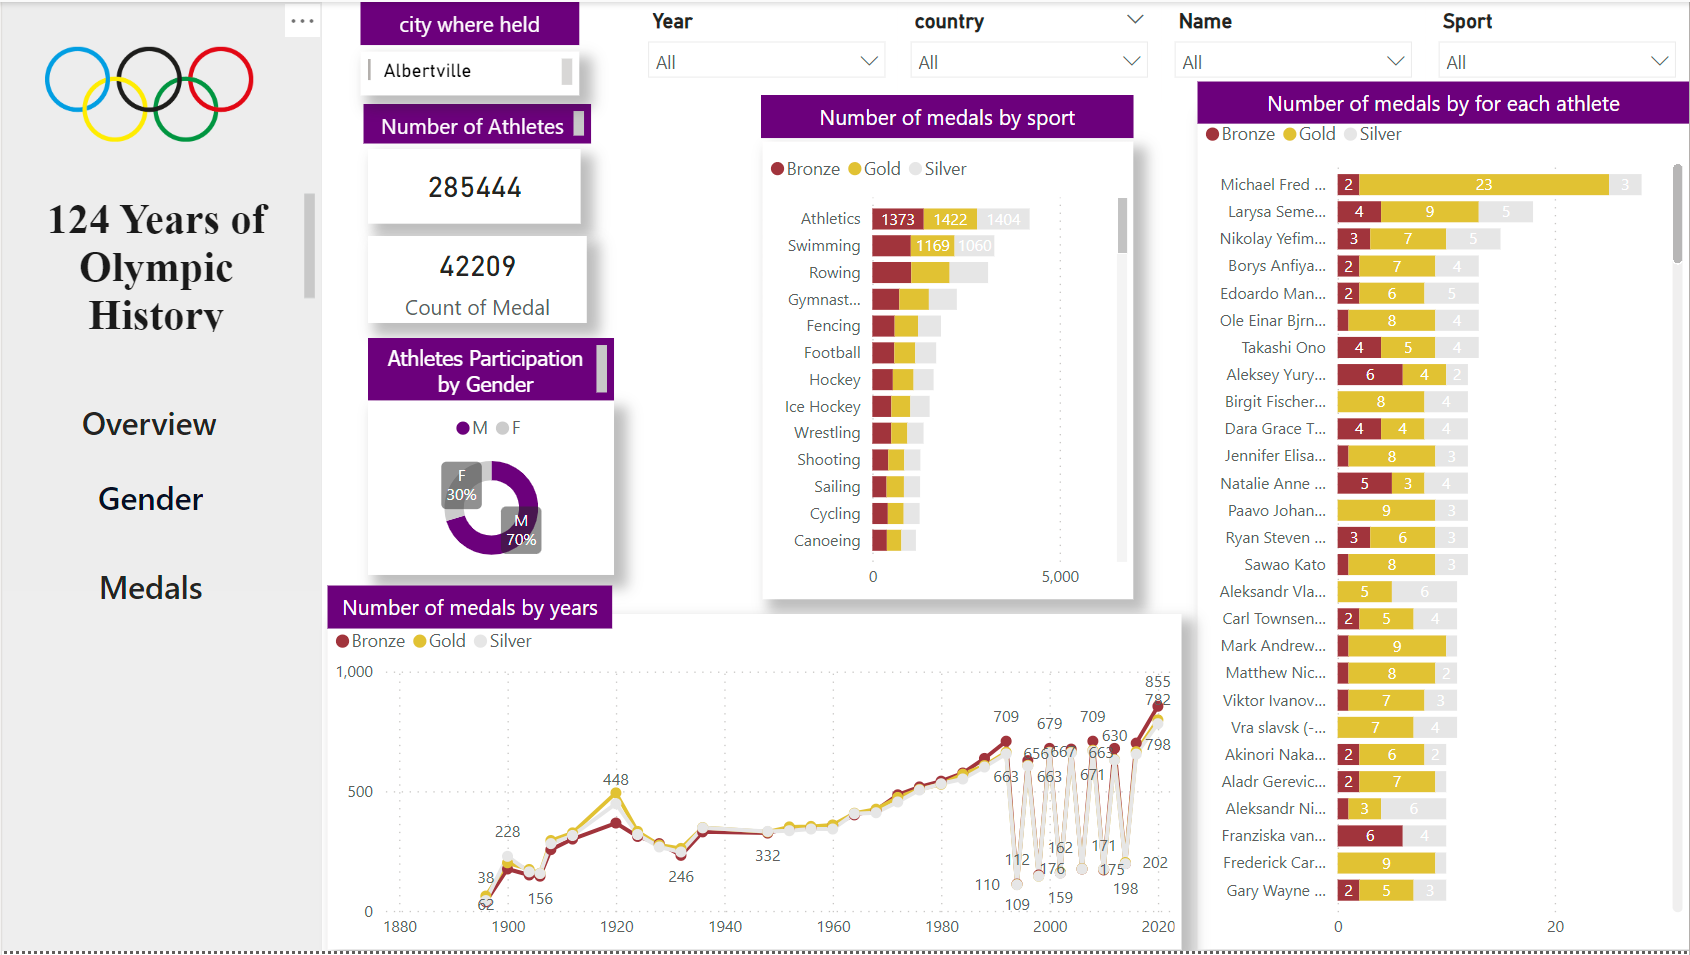 124 Years of
Olympic
History
Overview
Gender
Medals
city where held
Albertville
Number of Athletes
285444
42209
Count of Medal
Athletes Participation
by Gender
M F
F
30%
M
70%
Year
All
country
All
Name
All
Sport
All
Number of medals by sport
Bronze Gold Silver
Athletics 1373 1422 1404
Swimming 1169 1060
Rowing
Gymnast...
Fencing
Football
Hockey
Ice Hockey
Wrestling
Shooting
Sailing
Cycling
Canoeing
0 5,000
Number of medals by for each athlete
Bronze Gold Silver
Michael Fred ... 2 23 3
Larysa Seme... 4 9 5
Nikolay Yefim... 3 7 5
Borys Anfiya... 2 7 4
Edoardo Man... 2 6 5
Ole Einar Bjrn... 8 4
Takashi Ono 4 5 4
Aleksey Yury... 6 4 2
Birgit Fischer... 8 4
Dara Grace T... 4 4 4
Jennifer Elisa... 8 3
Natalie Anne ... 5 3 4
Paavo Johan... 9 3
Ryan Steven ... 3 6 3
Sawao Kato 8 3
Aleksandr Vla... 5 6
Carl Townsen... 2 5 4
Mark Andrew... 9
Matthew Nic... 8 2
Viktor Ivanov... 7 3
Vra slavsk (-... 7 4
Akinori Naka... 2 6 2
Aladr Gerevic... 2 7
Aleksandr Ni... 3 6
Franziska van... 6 4
Frederick Car... 9
Gary Wayne ... 2 5 3
0 20
Number of medals by years
Bronze Gold Silver
1,000
500
0
38
62
228
156
448
246
332
709
663
110
112
109
656
679
663
176
667
162
159
709
671
663
171
175
630
198
202
855
782
798
1880 1900 1920 1940 1960 1980 2000 2020